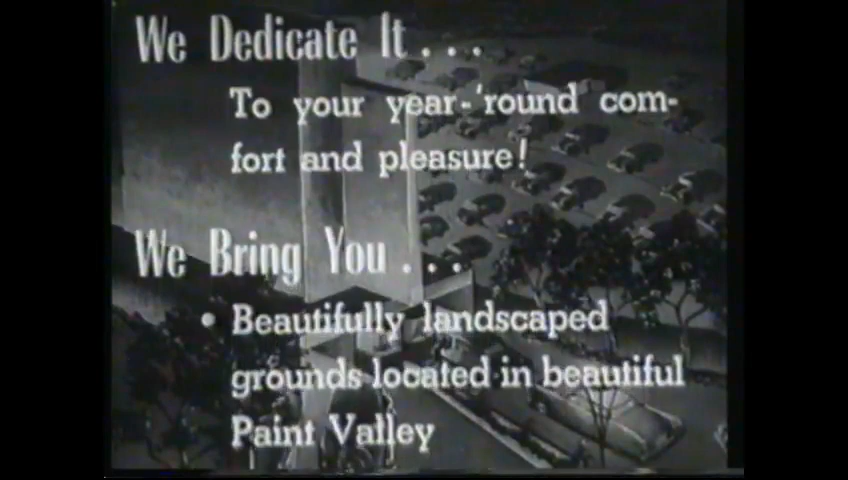 We Dedicate It...
To your year-'round com-
fort and pleasure!
We Bring You...
• Beautifully landscaped
grounds located in beautiful
Paint Valley